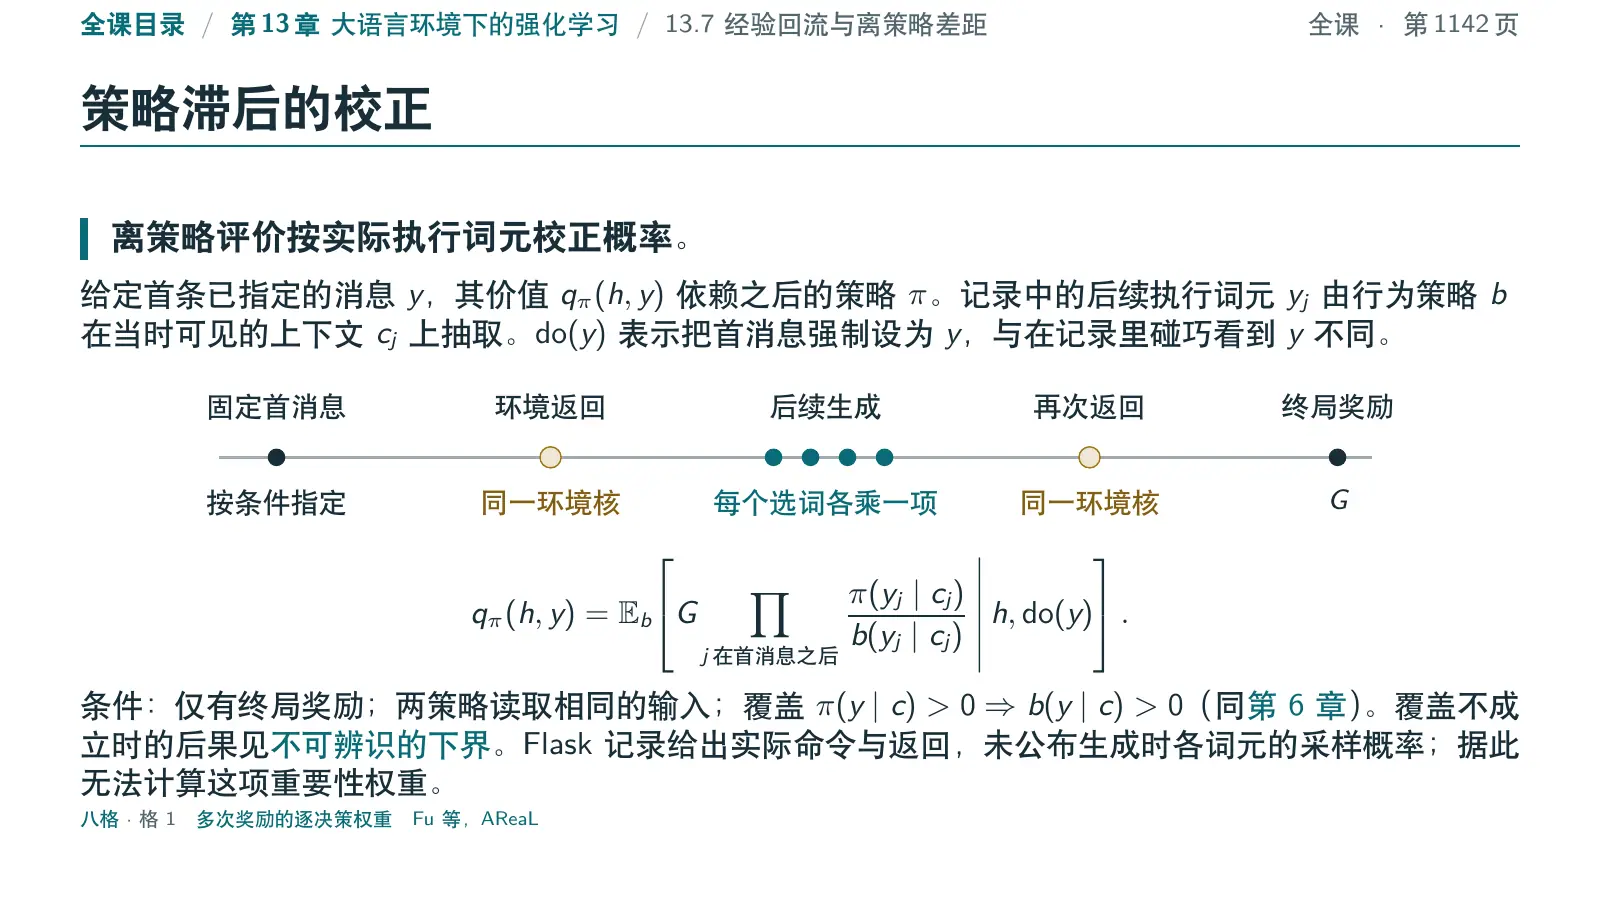 全课目录 / 第 13 章 大语言环境下的强化学习 / 13.7 经验回流与离策略差距
全课 · 第 1142 页
策略滞后的校正
离策略评价按实际执行词元校正概率。
给定首条已指定的消息 y，其价值 qπ(h, y) 依赖之后的策略 π。记录中的后续执行词元 yj 由行为策略 b
在当时可见的上下文 cj 上抽取。do(y) 表示把首消息强制设为 y，与在记录里碰巧看到 y 不同。
固定首消息 环境返回 后续生成 再次返回 终局奖励
按条件指定 同一环境核 每个选词各乘一项 同一环境核 G
qπ(h, y) = 𝔼b [ G ∏ j 在首消息之后 π(yj | cj) / b(yj | cj) | h, do(y) ] .
条件：仅有终局奖励；两策略读取相同的输入；覆盖 π(y | c) > 0 ⇒ b(y | c) > 0（同第 6 章）。覆盖不成
立时的后果见不可辨识的下界。Flask 记录给出实际命令与返回，未公布生成时各词元的采样概率；据此
无法计算这项重要性权重。
八格 · 格 1 多次奖励的逐决策权重 Fu 等，AReaL